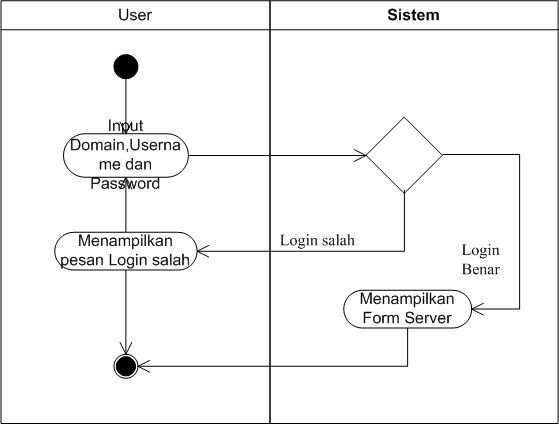 User
Sistem
Input
Domain,Userna
me dan
Password
Menampilkan
pesan Login salah
Login salah
Login
Benar
Menampilkan
Form Server